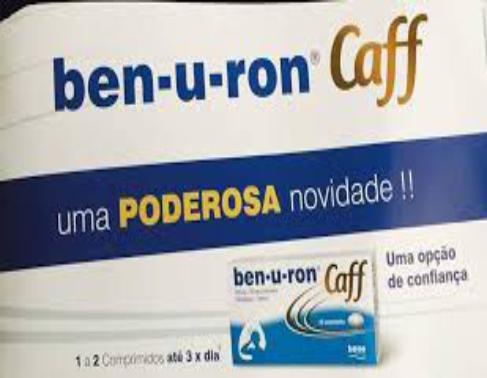 ben-u-ron® Caff
uma PODEROSA novidade !!
ben-u-ron® Caff
Uma opção
de confiança
1 a 2 Comprimidos até 3 x dia
bene